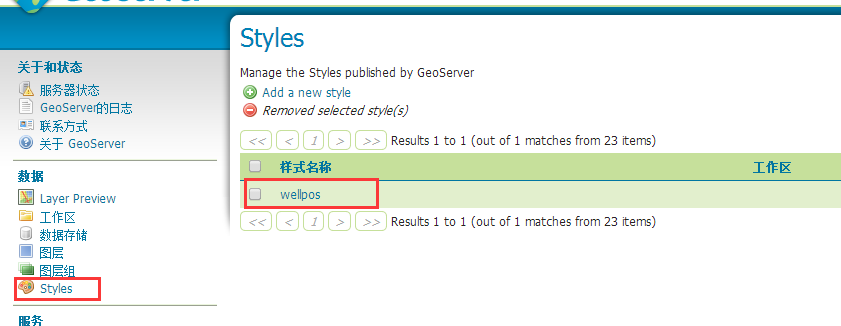 Styles
Manage the Styles published by GeoServer
Add a new style
Removed selected style(s)
<< < 1 > >> Results 1 to 1 (out of 1 matches from 23 items)
样式名称 工作区
wellpos
<< < 1 > >> Results 1 to 1 (out of 1 matches from 23 items)
关于和状态
服务器状态
GeoServer的日志
联系方式
关于 GeoServer
数据
Layer Preview
工作区
数据存储
图层
图层组
Styles
服务